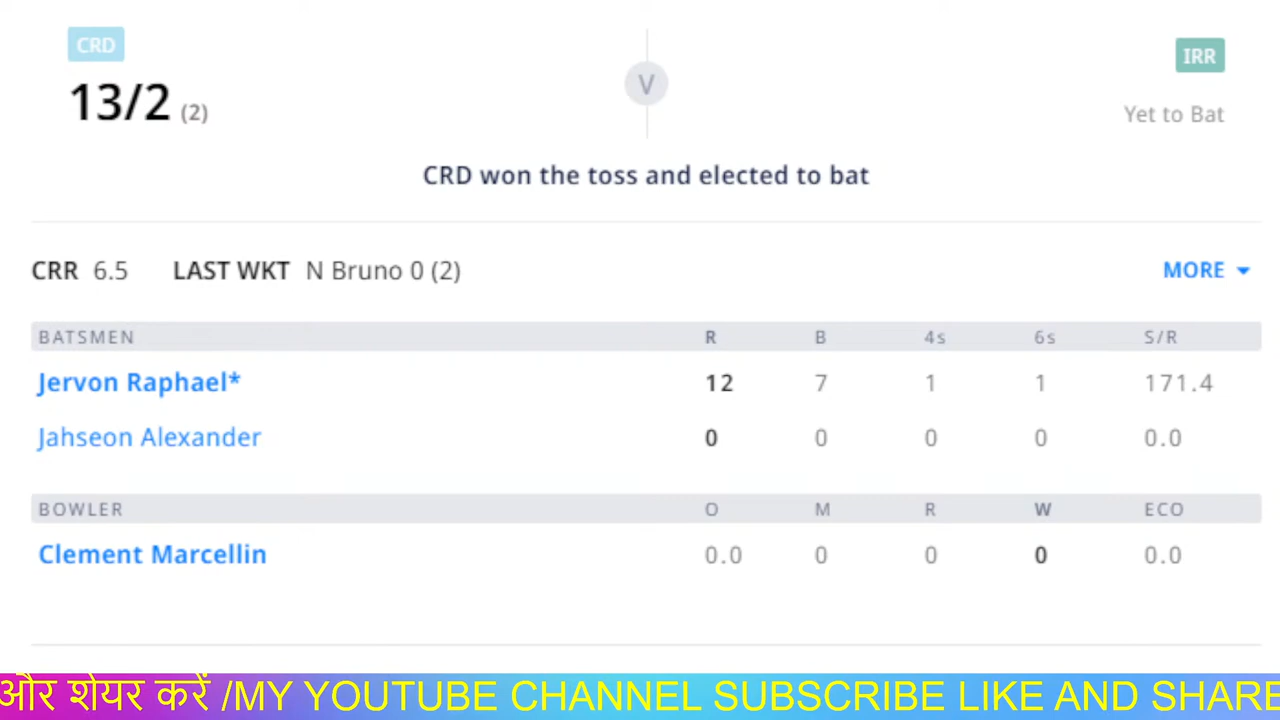 CRD
IRR
13/2 (2)
V
Yet to Bat
CRD won the toss and elected to bat
CRR 6.5 LAST WKT N Bruno 0 (2) MORE
BATSMEN R B 4s 6s S/R
Jervon Raphael* 12 7 1 1 171.4
Jahseon Alexander 0 0 0 0 0.0
BOWLER O M R W ECO
Clement Marcellin 0.0 0 0 0 0.0
और शेयर करें /MY YOUTUBE CHANNEL SUBSCRIBE LIKE AND SHARE